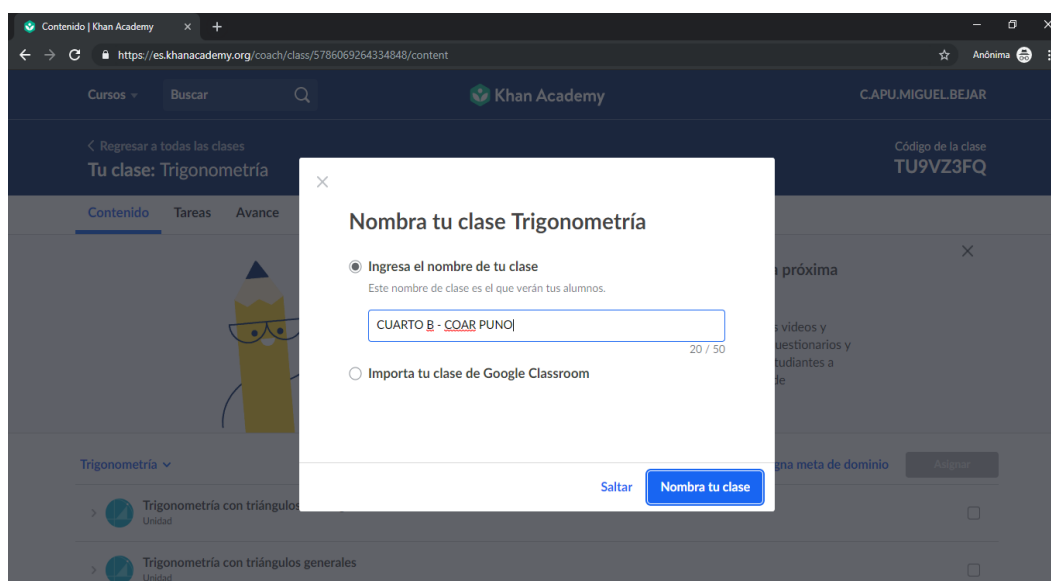 Contenido | Khan Academy
https://es.khanacademy.org/coach/class/5786069264334848/content
Anônima
Cursos
Buscar
Khan Academy
C.APU.MIGUEL.BEJAR
Regresar a todas las clases
Código de la clase
Tu clase: Trigonometría
TU9VZ3FQ
Contenido
Tareas
Avance
Nombra tu clase Trigonometría
Ingresa el nombre de tu clase
Este nombre de clase es el que verán tus alumnos.
CUARTO B - COAR PUNO
20 / 50
Importa tu clase de Google Classroom
Saltar
Nombra tu clase
próxima
videos y
uestionarios y
tudiantes a
de
Trigonometría
gna meta de dominio
Asignar
Trigonometría con triángulos
Unidad
Trigonometría con triángulos generales
Unidad